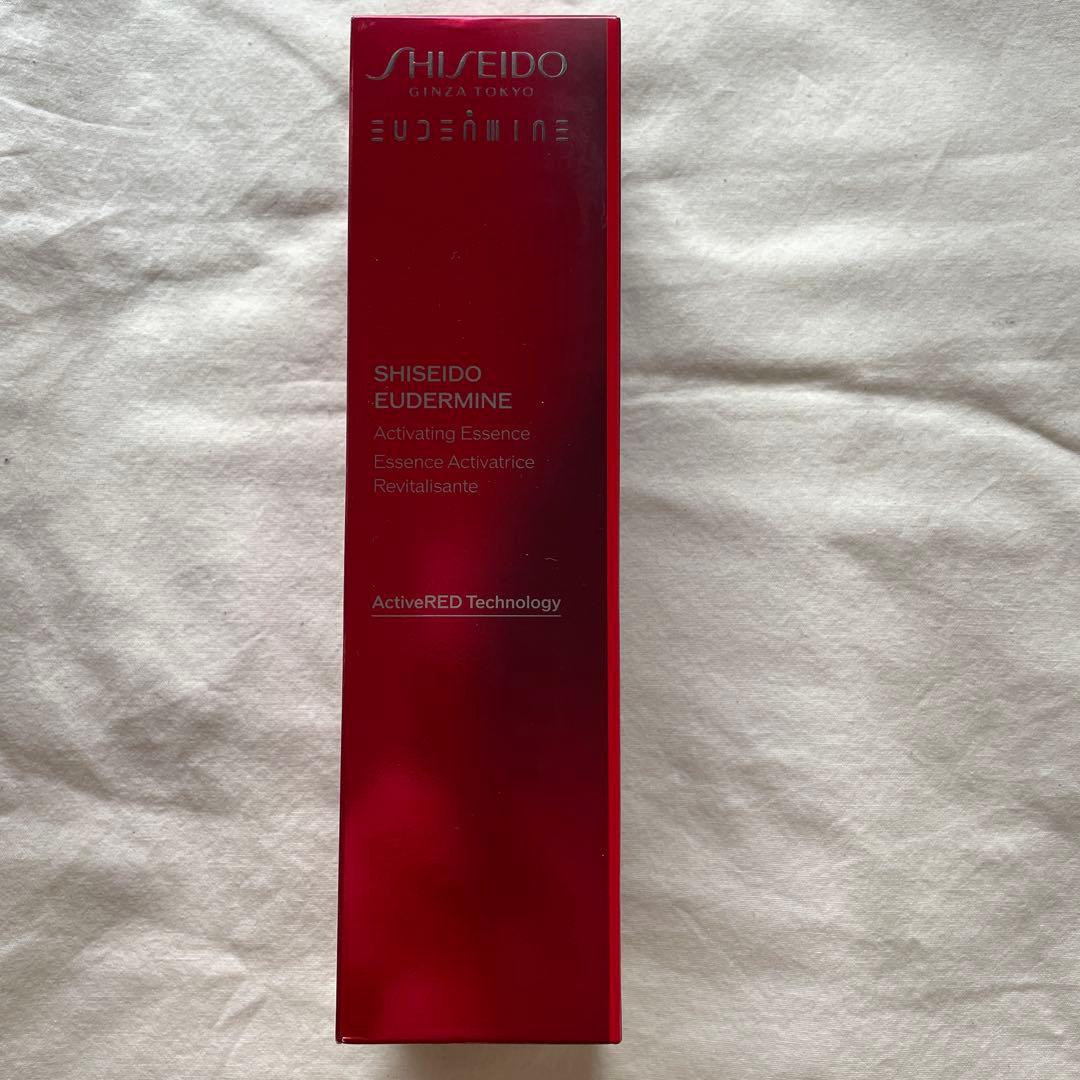 SHISEIDO
GINZA TOKYO
EUDERMINE
SHISEIDO
EUDERMINE
Activating Essence
Essence Activatrice
Revitalisante
ActiveRED Technology